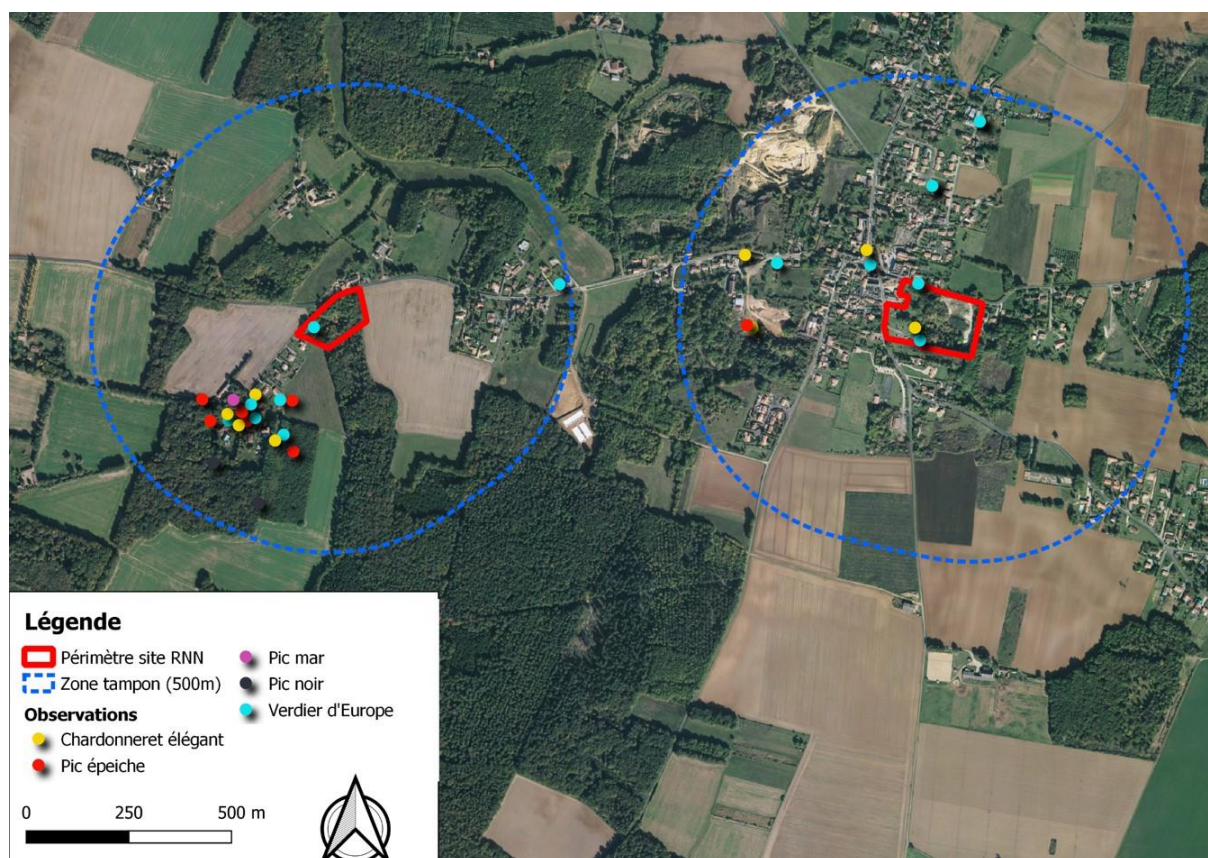 Légende
Périmètre site RNN
Zone tampon (500m)
Observations
Chardonneret élégant
Pic épeiche
Pic mar
Pic noir
Verdier d'Europe
0 250 500 m